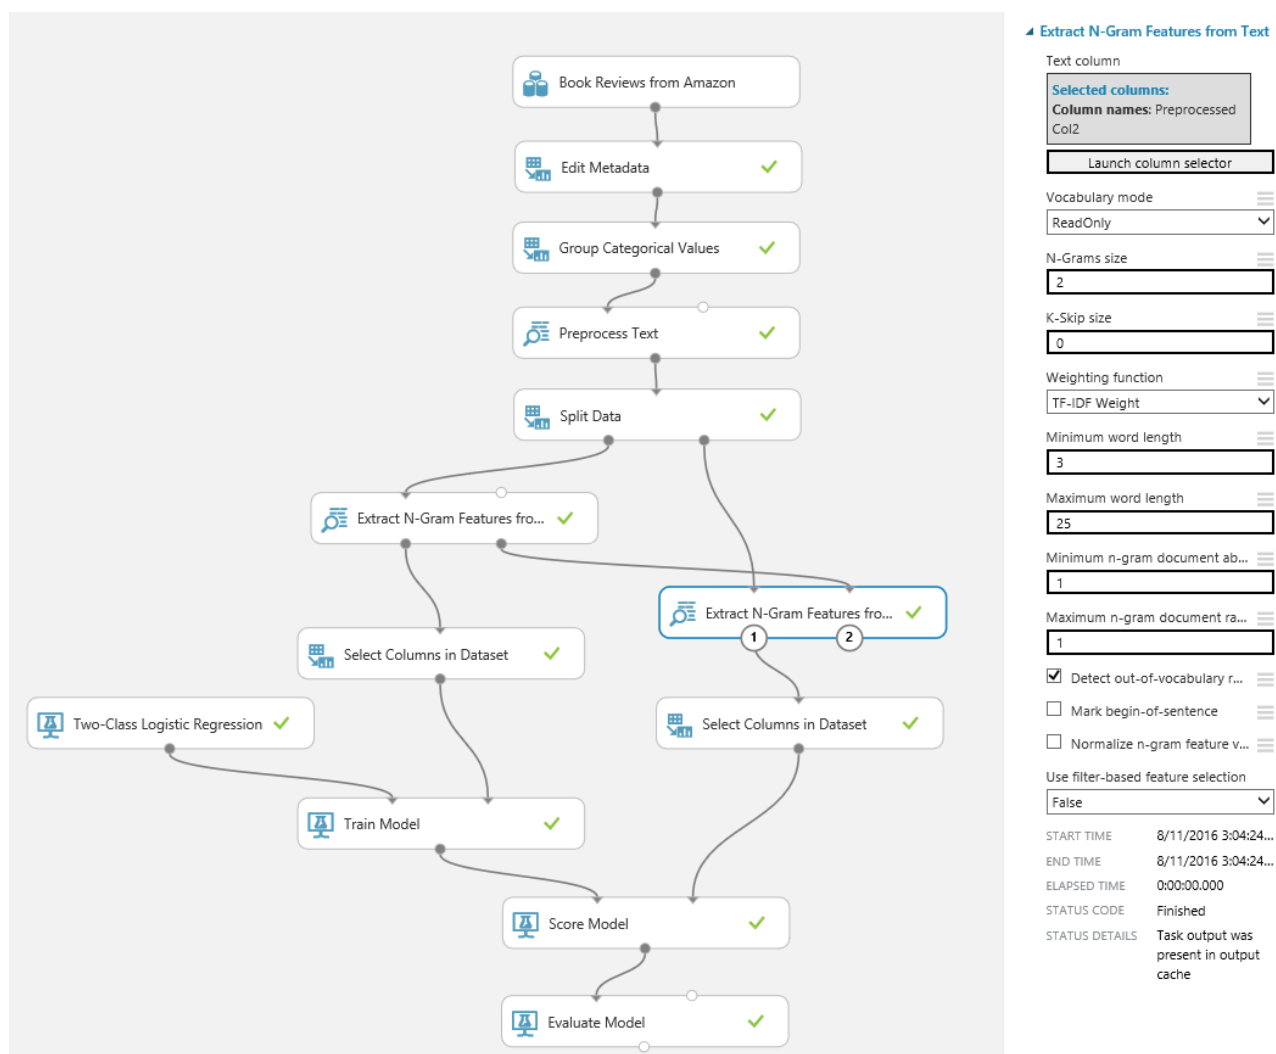 Book Reviews from Amazon
Edit Metadata
Group Categorical Values
Preprocess Text
Split Data
Extract N-Gram Features fro...
Extract N-Gram Features fro...
1
2
Select Columns in Dataset
Two-Class Logistic Regression
Select Columns in Dataset
Train Model
Score Model
Evaluate Model
Extract N-Gram Features from Text
Text column
Selected columns:
Column names: Preprocessed
Col2
Launch column selector
Vocabulary mode
ReadOnly
N-Grams size
2
K-Skip size
0
Weighting function
TF-IDF Weight
Minimum word length
3
Maximum word length
25
Minimum n-gram document ab...
1
Maximum n-gram document ra...
1
Detect out-of-vocabulary r...
Mark begin-of-sentence
Normalize n-gram feature v...
Use filter-based feature selection
False
START TIME 8/11/2016 3:04:24...
END TIME 8/11/2016 3:04:24...
ELAPSED TIME 0:00:00.000
STATUS CODE Finished
STATUS DETAILS Task output was
present in output
cache